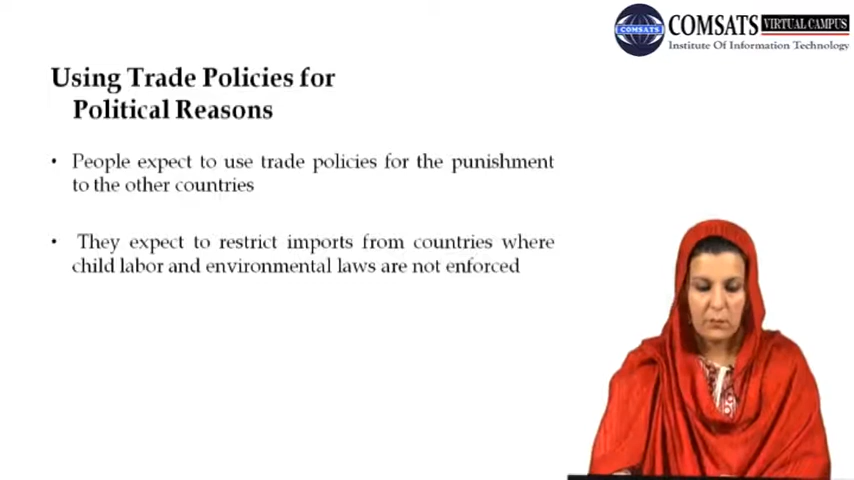 COMSATS VIRTUAL CAMPUS
COMSATS
Institute Of Information Technology
Using Trade Policies for
Political Reasons
• People expect to use trade policies for the punishment
to the other countries
• They expect to restrict imports from countries where
child labor and environmental laws are not enforced